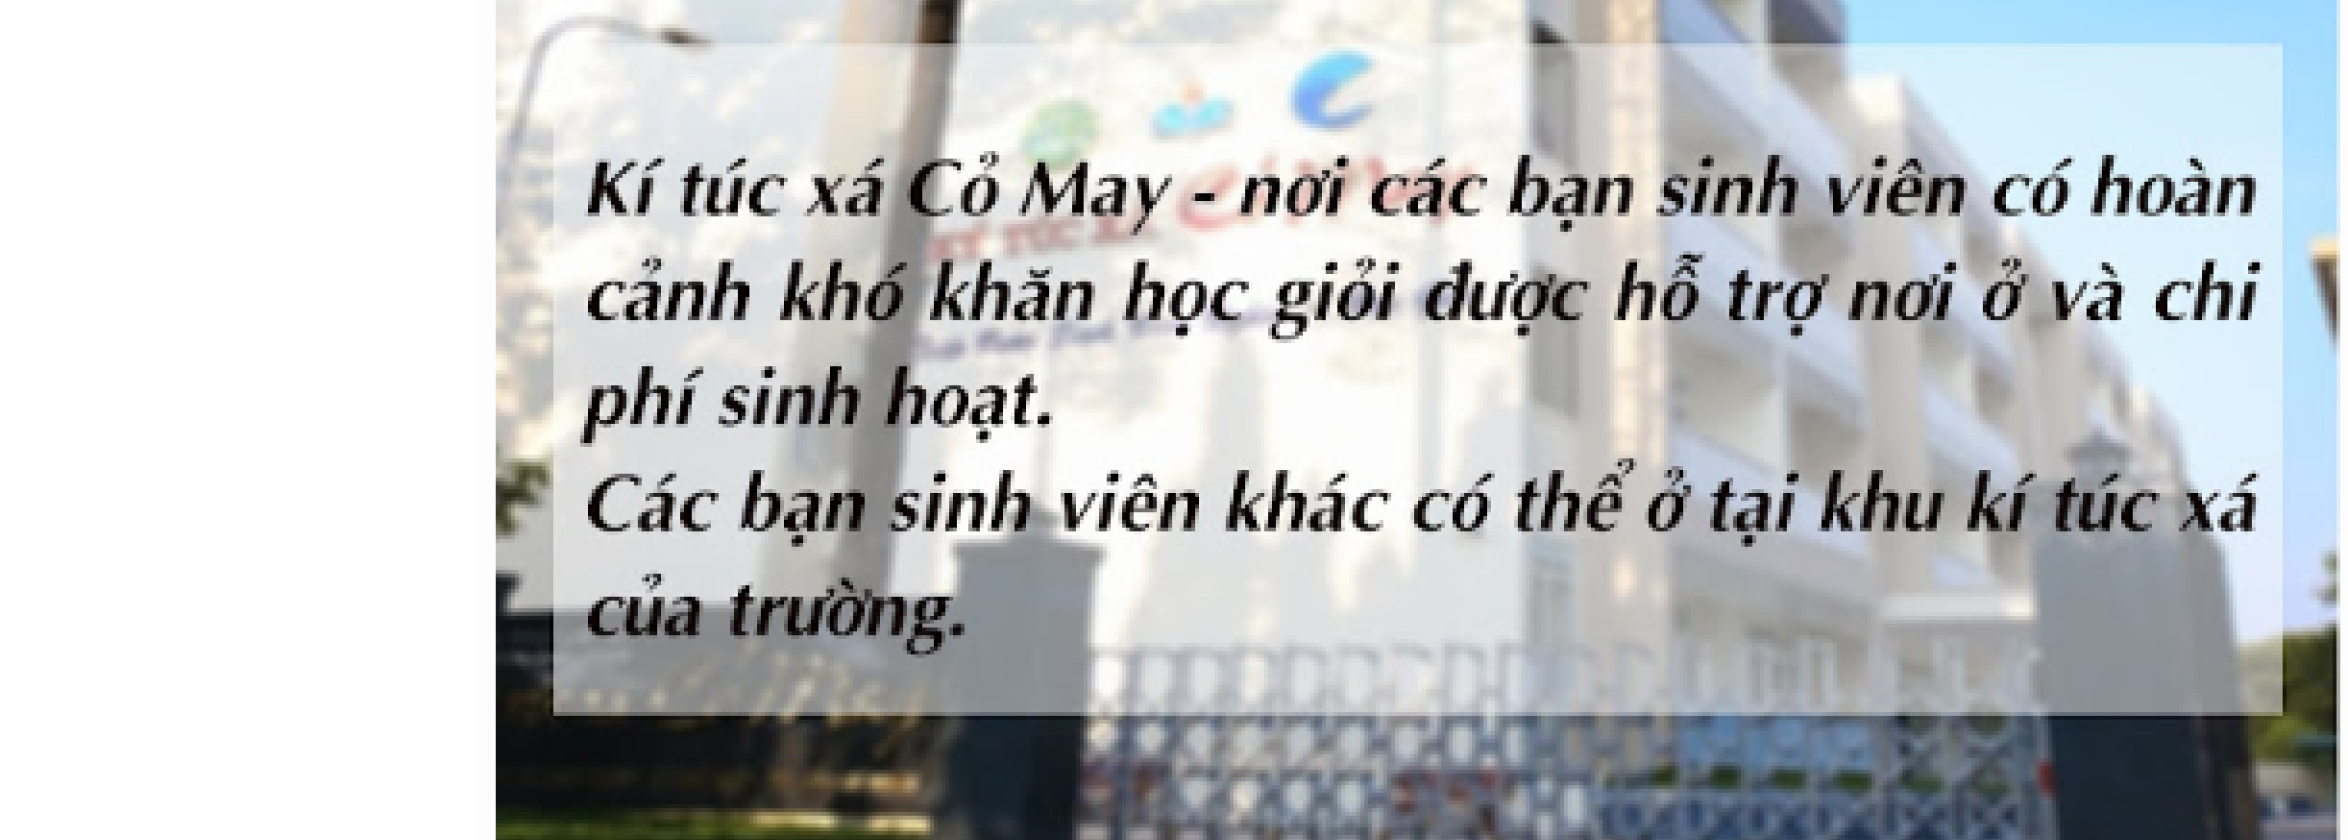 Kí túc xá Cỏ May - nơi các bạn sinh viên có hoàn
cảnh khó khăn học giỏi được hỗ trợ nơi ở và chi
phí sinh hoạt.
Các bạn sinh viên khác có thể ở tại khu kí túc xá
của trường.